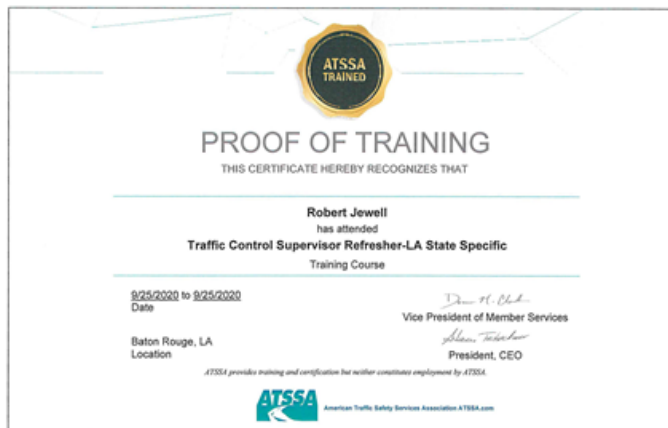 ATSSA
TRAINED
PROOF OF TRAINING
THIS CERTIFICATE HEREBY RECOGNIZES THAT
Robert Jewell
has attended
Traffic Control Supervisor Refresher-LA State Specific
Training Course
9/25/2020 to 9/25/2020
Date
Vice President of Member Services
Baton Rouge, LA
Location
President, CEO
ATSSA provides training and certification but neither constitutes employment by ATSSA.
ATSSA
American Traffic Safety Services Association ATSSA.com